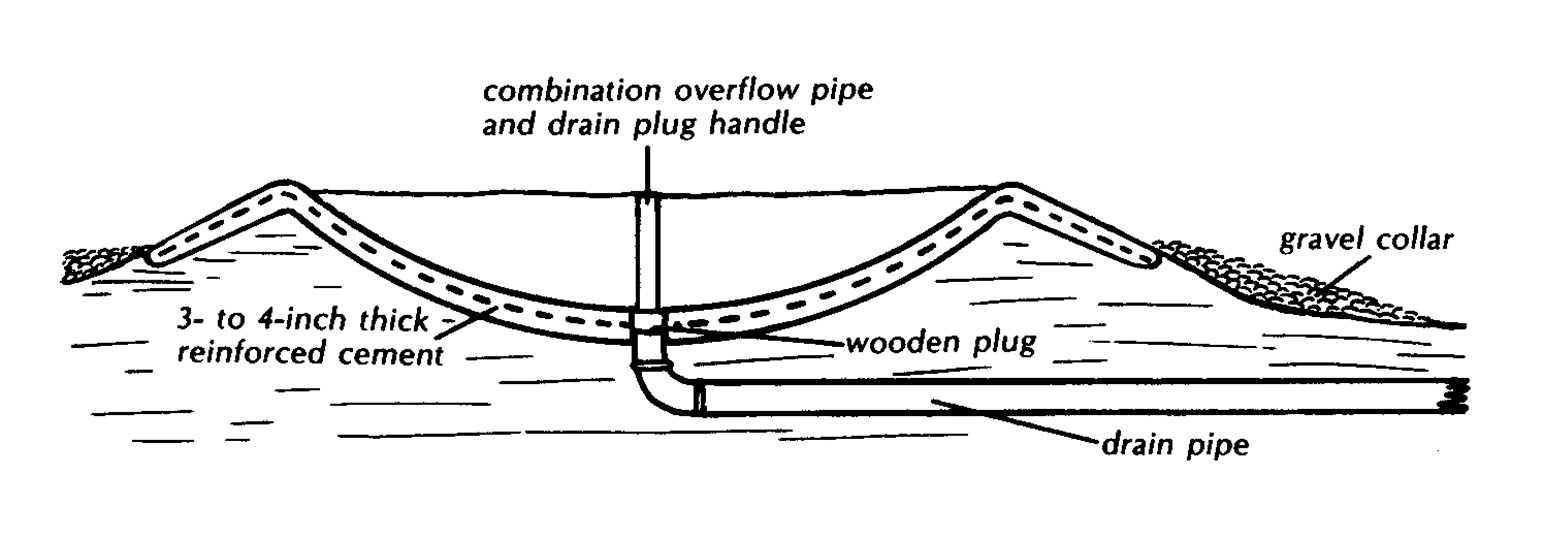 combination overflow pipe
and drain plug handle
gravel collar
3- to 4-inch thick
reinforced cement
wooden plug
drain pipe